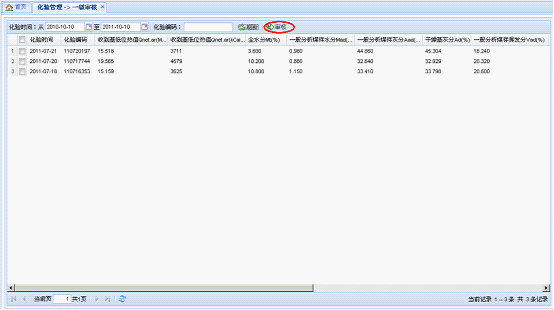 首页 化验管理 -> 一级审核
化验时间: 从 2010-10-10 至 2011-10-10 化验编码: 刷新 审核
化验时间 化验编码 收到基低位热值Qnet.ar(M... 收到基低位热值Qnet.ar(kCal... 全水分Mt(%) 一般分析煤样水分Mad(... 一般分析煤样灰分Aad(... 干燥基灰分Ad(%) 一般分析煤样挥发分Vad(%)
1 2011-07-21 110720197 15.518 3711 3.600 0.960 44.860 45.304 18.240
2 2011-07-20 110717744 19.565 4679 10.200 0.880 32.640 32.929 20.320
3 2011-07-18 110716353 15.159 3625 10.800 1.150 33.410 33.798 20.600
当前页 1 共1页 当前记录 1 -- 3 条 共 3 条记录